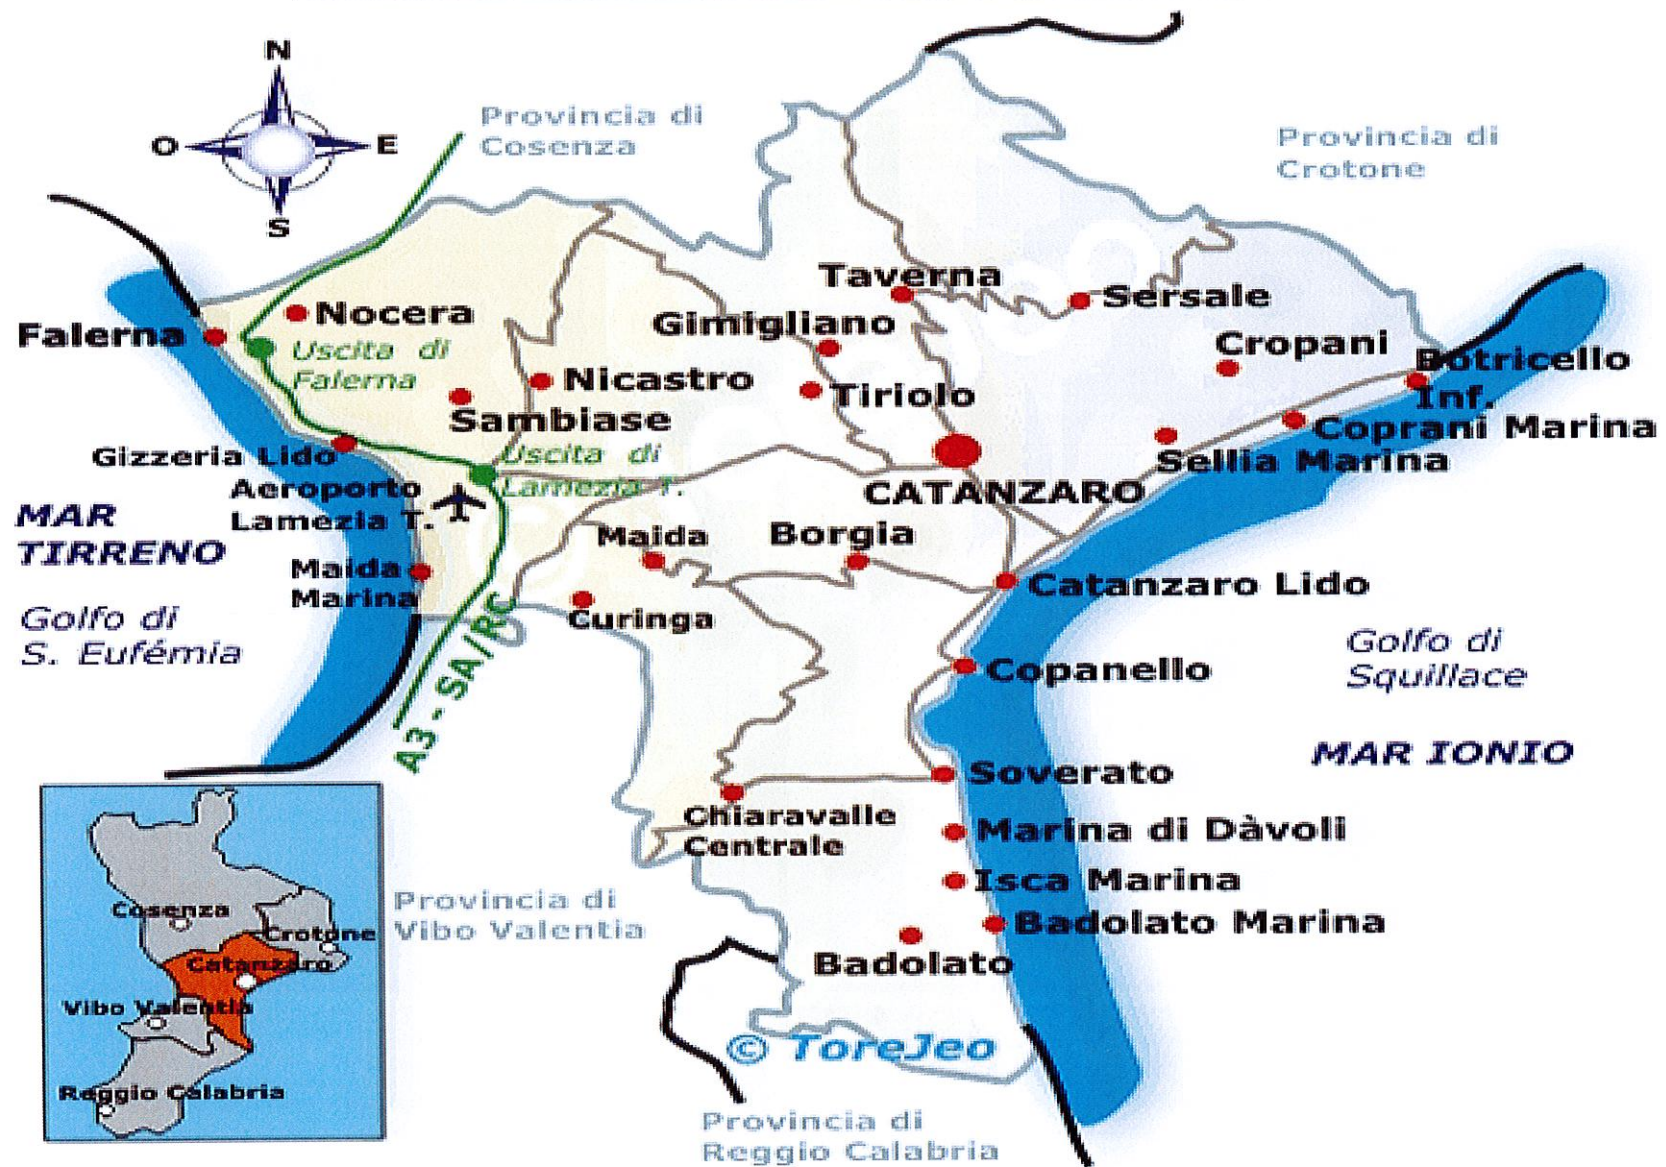 N
O
E
S
Provincia di
Cosenza
Provincia di
Crotone
Taverna
Sersale
Nocera
Falerna
Gimigliano
Cropani
Uscita di
Falerna
Botricello
Inf.
Nicastro
Tiriolo
Sambiase
Coprani Marina
Gizzeria Lido
Uscita di
Lamezia T.
Sellia Marina
Aeroporto
Lamezia T.
CATANZARO
MAR
TIRRENO
Maida
Borgia
Maida
Marina
Catanzaro Lido
Golfo di
S. Eufémia
Curinga
A3 - SA/RC
Golfo di
Squillace
Copanello
MAR IONIO
Soverato
Chiaravalle
Centrale
Marina di Dàvoli
Isca Marina
Badolato Marina
Badolato
Provincia di
Vibo Valentia
Cosenza
Crotone
Catanzaro
Vibo Valentia
Reggio Calabria
© ToreJeo
Provincia di
Reggio Calabria